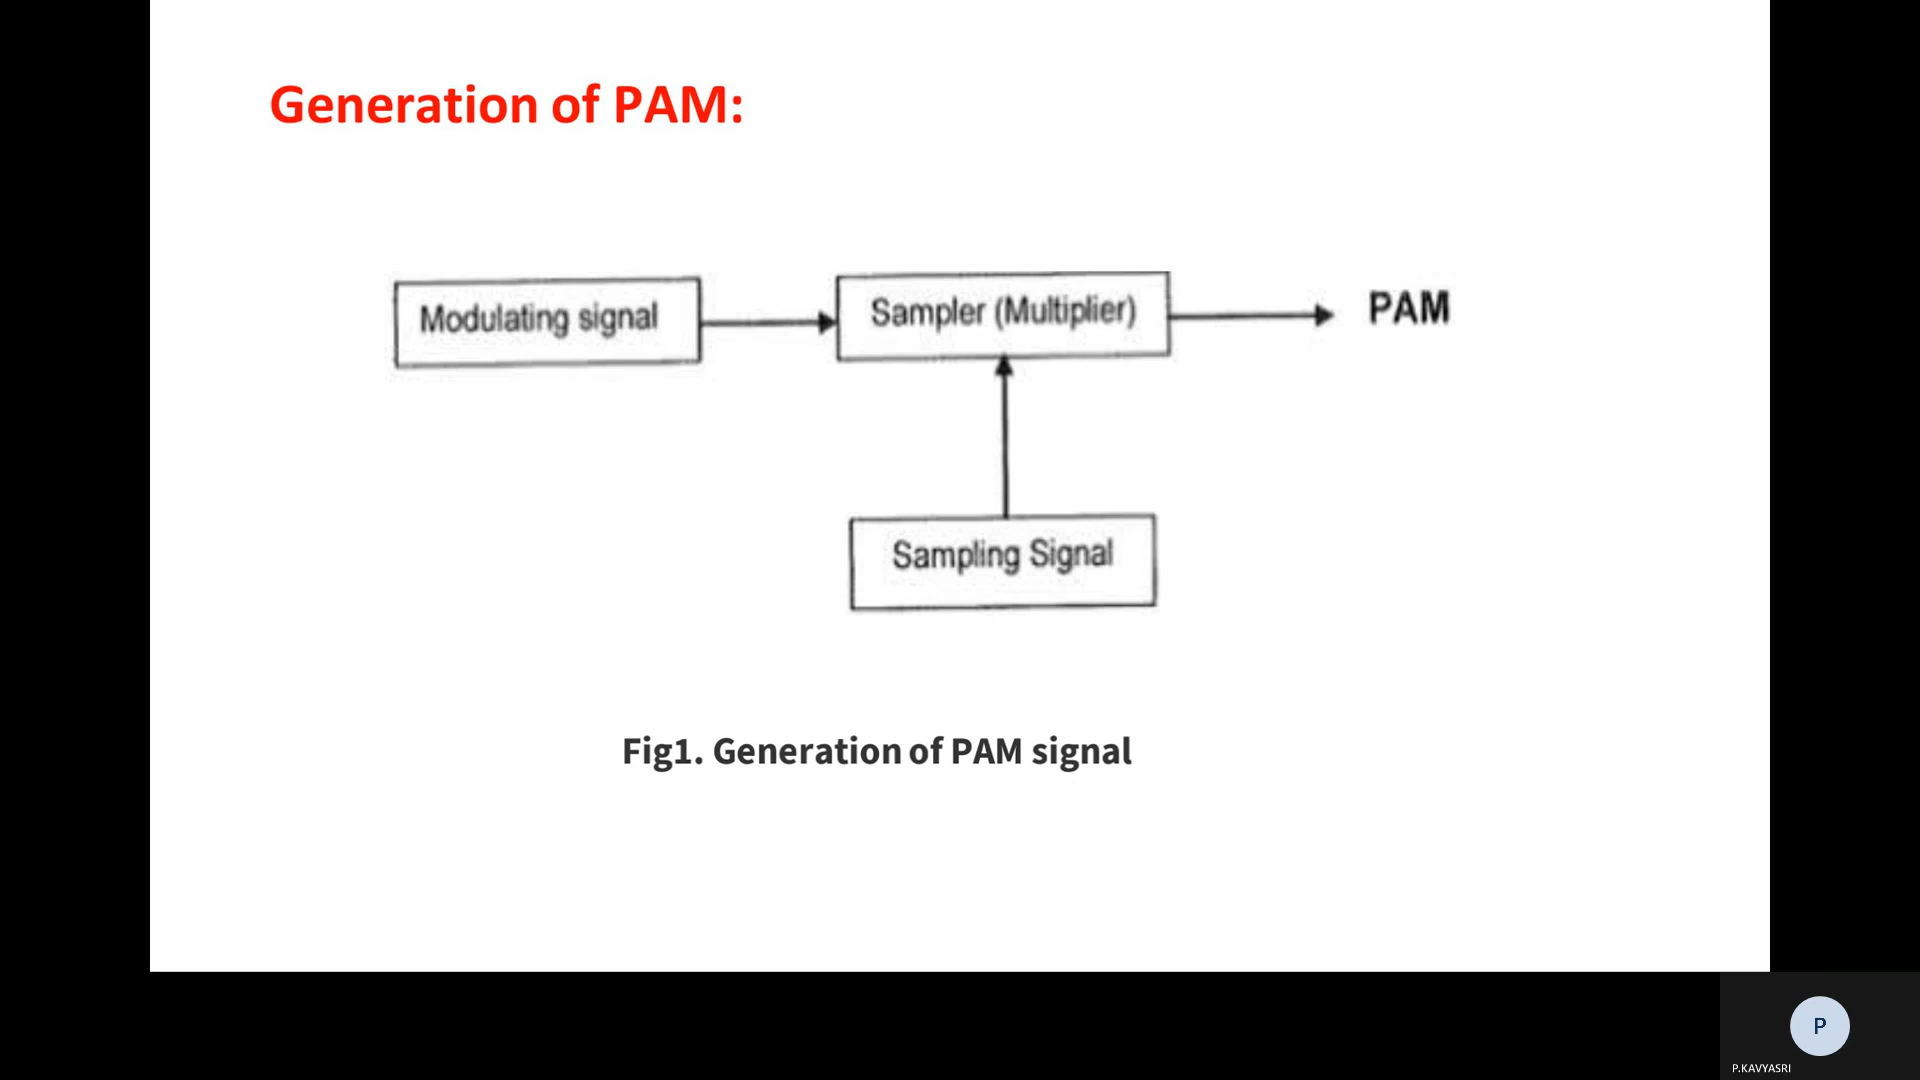 Generation of PAM:
Modulating signal
Sampler (Multiplier)
PAM
Sampling Signal
Fig1. Generation of PAM signal
P
P.KAVYASRI